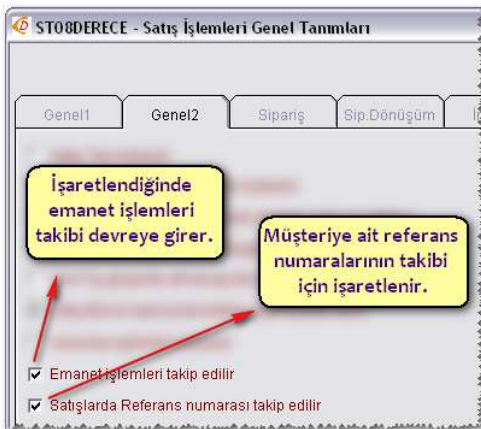 ST08DERECE - Satış İşlemleri Genel Tanımları
Genel1 Genel2 Sipariş Sip.Dönüşüm
İşaretlendiğinde
emanet işlemleri
takibi devreye girer.
Müşteriye ait referans
numaralarının takibi
için işaretlenir.
Emanet işlemleri takip edilir
Satışlarda Referans numarası takip edilir